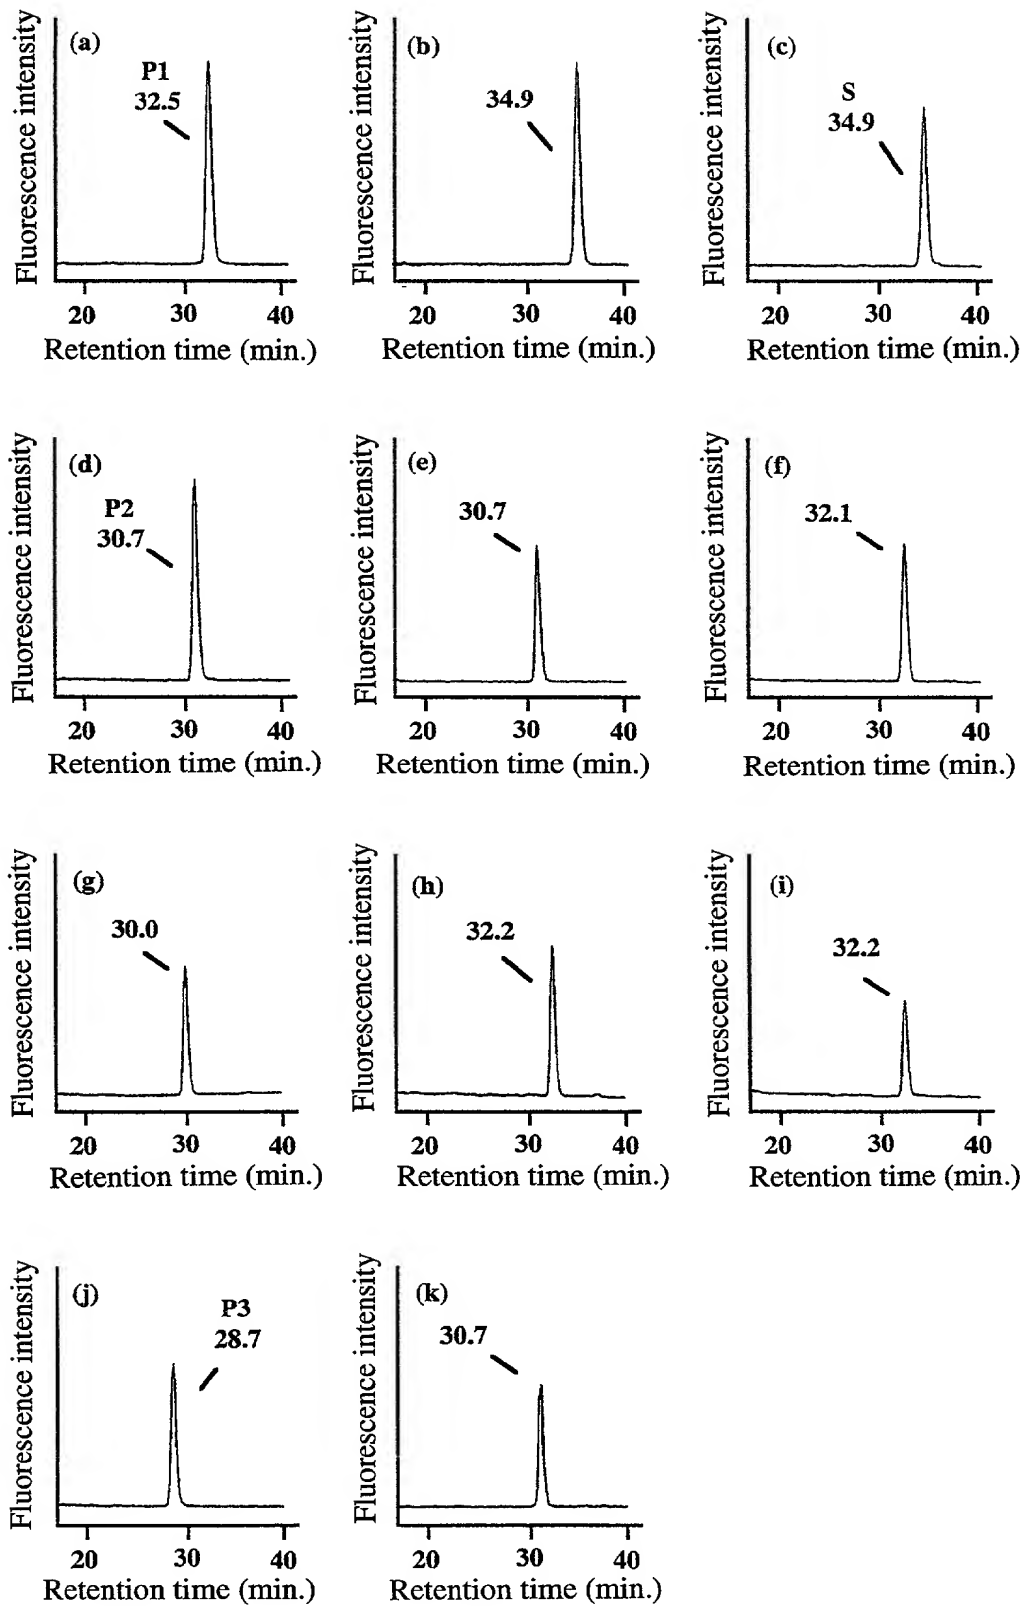 Fluorescence intensity
(a)
P1
32.5
20 30 40
Retention time (min.)
Fluorescence intensity
(b)
34.9
20 30 40
Retention time (min.)
Fluorescence intensity
(c)
S
34.9
20 30 40
Retention time (min.)
Fluorescence intensity
(d)
P2
30.7
20 30 40
Retention time (min.)
Fluorescence intensity
(e)
30.7
20 30 40
Retention time (min.)
Fluorescence intensity
(f)
32.1
20 30 40
Retention time (min.)
Fluorescence intensity
(g)
30.0
20 30 40
Retention time (min.)
Fluorescence intensity
(h)
32.2
20 30 40
Retention time (min.)
Fluorescence intensity
(i)
32.2
20 30 40
Retention time (min.)
Fluorescence intensity
(j)
P3
28.7
20 30 40
Retention time (min.)
Fluorescence intensity
(k)
30.7
20 30 40
Retention time (min.)